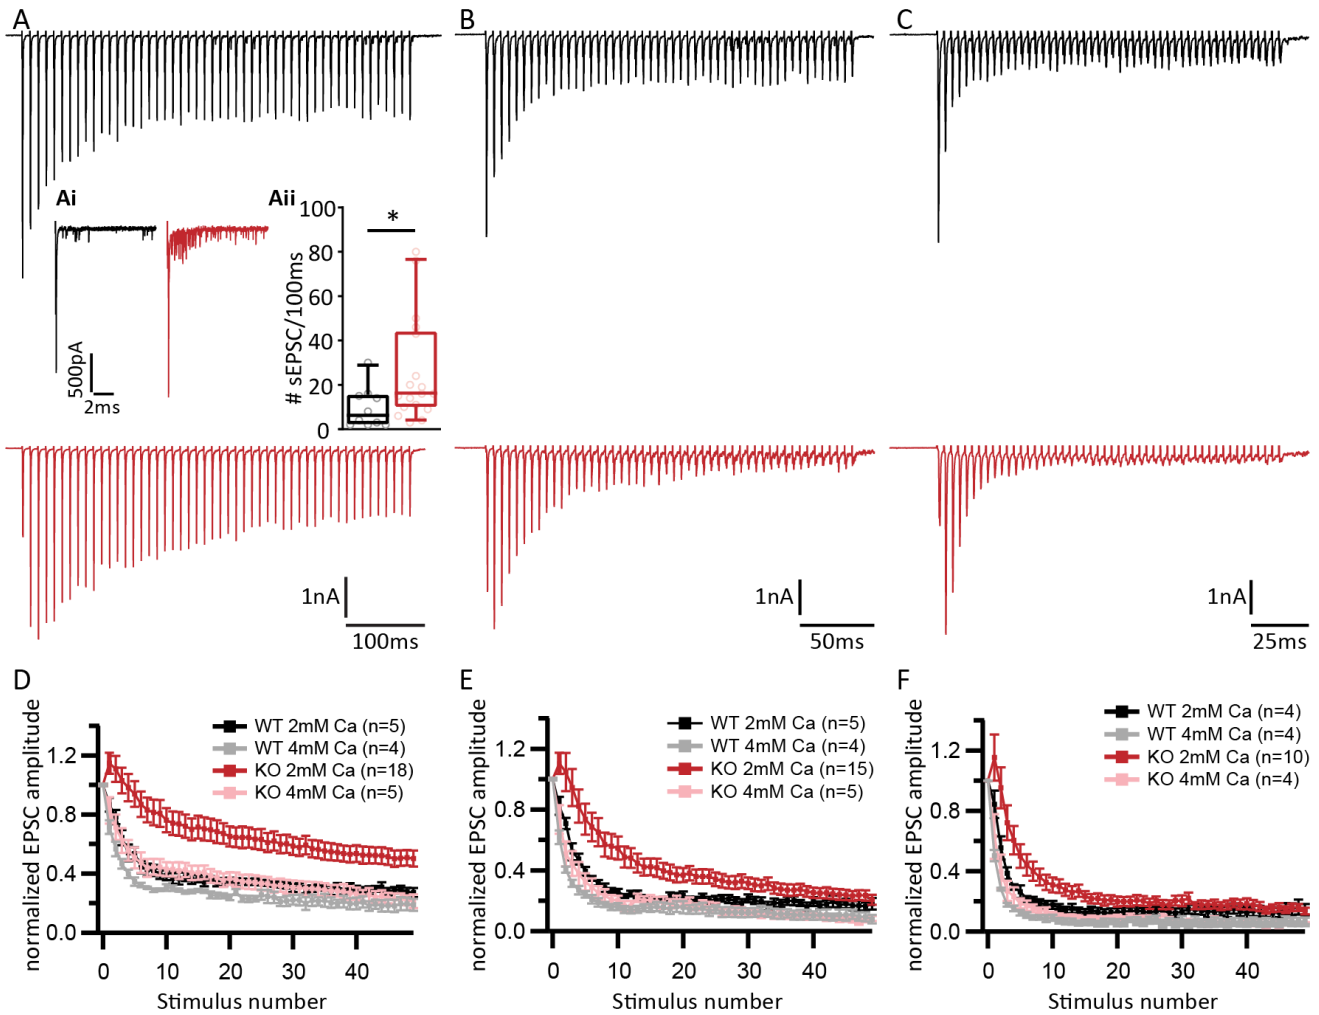 A
B
C
Ai
Aii
# sEPSC/100ms
100
80
60
40
20
0
*
500pA
2ms
1nA
100ms
1nA
50ms
1nA
25ms
D
normalized EPSC amplitude
1.2
0.8
0.4
0.0
WT 2mM Ca (n=5)
WT 4mM Ca (n=4)
KO 2mM Ca (n=18)
KO 4mM Ca (n=5)
0 10 20 30 40
Stimulus number
E
normalized EPSC amplitude
1.2
0.8
0.4
0.0
WT 2mM Ca (n=5)
WT 4mM Ca (n=4)
KO 2mM Ca (n=15)
KO 4mM Ca (n=5)
0 10 20 30 40
Stimulus number
F
normalized EPSC amplitude
1.2
0.8
0.4
0.0
WT 2mM Ca (n=4)
WT 4mM Ca (n=4)
KO 2mM Ca (n=10)
KO 4mM Ca (n=4)
0 10 20 30 40
Stimulus number